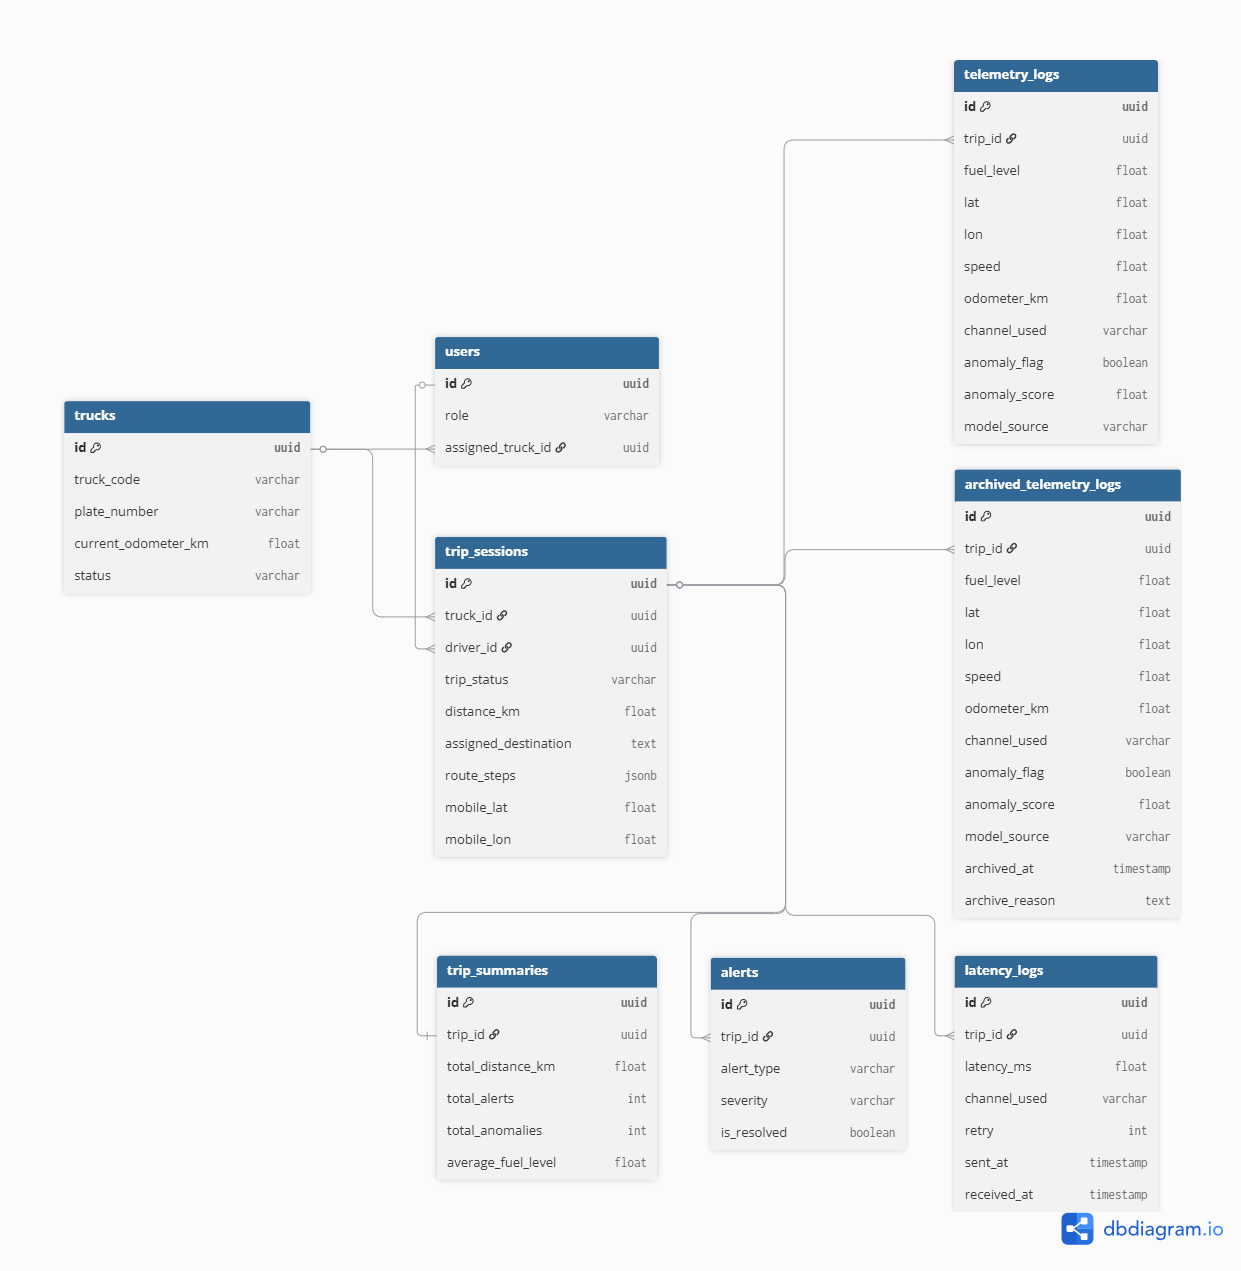 telemetry_logs
id uuid
trip_id uuid
fuel_level float
lat float
lon float
speed float
odometer_km float
channel_used varchar
anomaly_flag boolean
anomaly_score float
model_source varchar
users
id uuid
role varchar
assigned_truck_id uuid
trucks
id uuid
truck_code varchar
plate_number varchar
current_odometer_km float
status varchar
trip_sessions
id uuid
truck_id uuid
driver_id uuid
trip_status varchar
distance_km float
assigned_destination text
route_steps jsonb
mobile_lat float
mobile_lon float
archived_telemetry_logs
id uuid
trip_id uuid
fuel_level float
lat float
lon float
speed float
odometer_km float
channel_used varchar
anomaly_flag boolean
anomaly_score float
model_source varchar
archived_at timestamp
archive_reason text
trip_summaries
id uuid
trip_id uuid
total_distance_km float
total_alerts int
total_anomalies int
average_fuel_level float
alerts
id uuid
trip_id uuid
alert_type varchar
severity varchar
is_resolved boolean
latency_logs
id uuid
trip_id uuid
latency_ms float
channel_used varchar
retry int
sent_at timestamp
received_at timestamp
dbdiagram.io